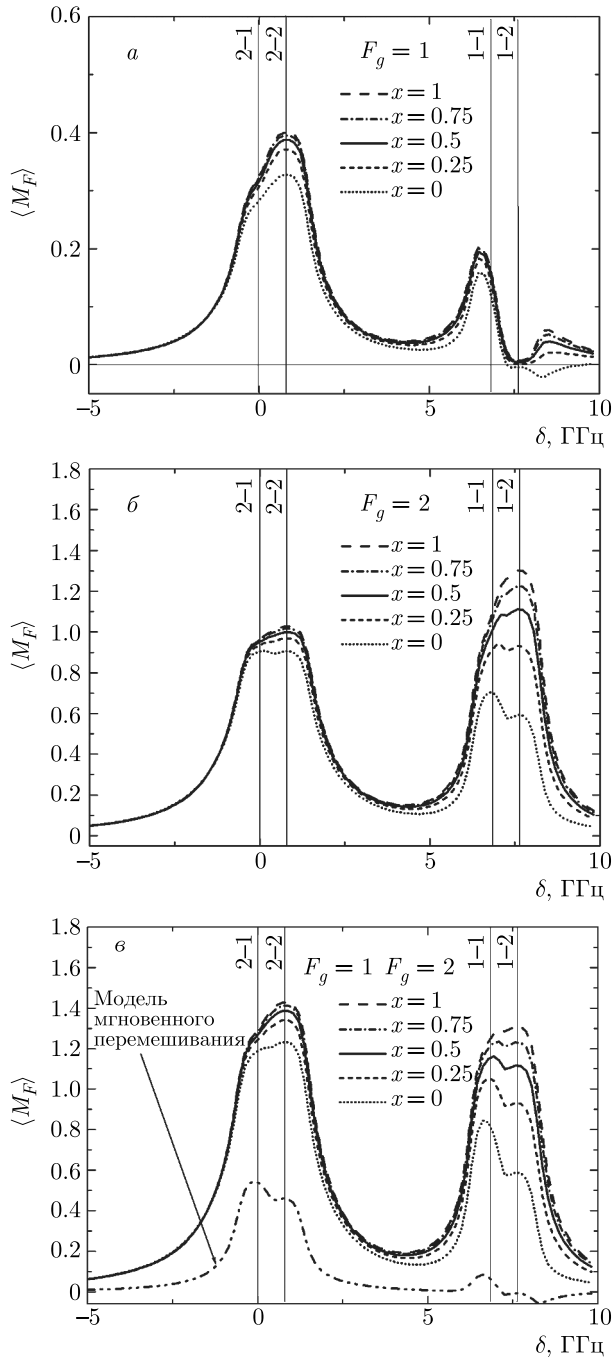 а
2–1
2–2
F_g = 1
1–1
1–2
x = 1
x = 0.75
x = 0.5
x = 0.25
x = 0
⟨M_F⟩
0.6
0.4
0.2
0
−5
0
5
10
δ, ГГц
б
2–1
2–2
F_g = 2
1–1
1–2
x = 1
x = 0.75
x = 0.5
x = 0.25
x = 0
⟨M_F⟩
1.8
1.6
1.4
1.2
1.0
0.8
0.6
0.4
0.2
0
−5
0
5
10
δ, ГГц
в
2–1
2–2
F_g = 1 F_g = 2
1–1
1–2
Модель
мгновенного
перемешивания
x = 1
x = 0.75
x = 0.5
x = 0.25
x = 0
⟨M_F⟩
1.8
1.6
1.4
1.2
1.0
0.8
0.6
0.4
0.2
0
−5
0
5
10
δ, ГГц